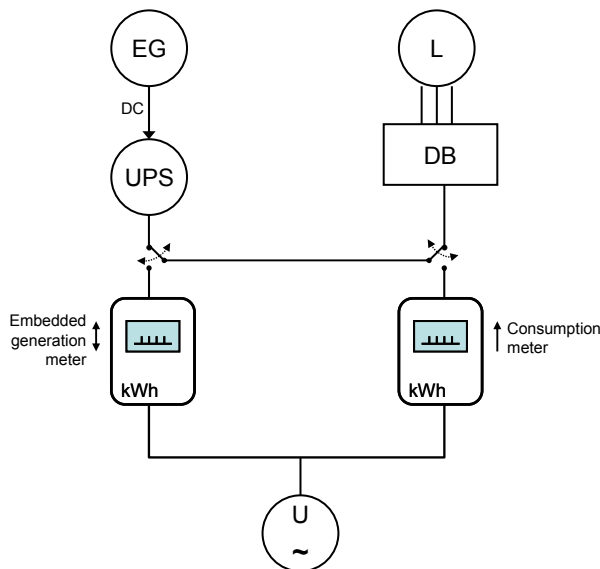 EG
L
DC
DB
UPS
Embedded
generation
meter
kWh
kWh
Consumption
meter
U
~